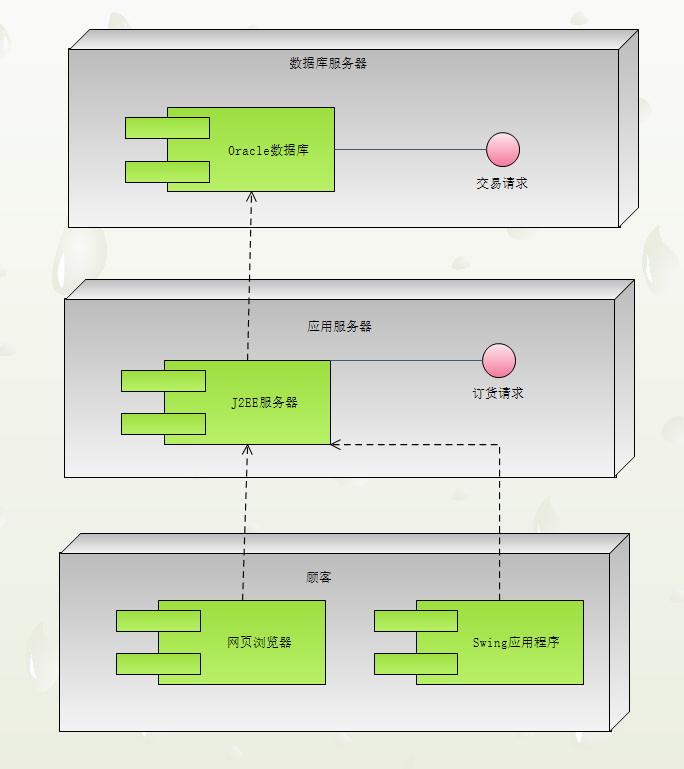 数据库服务器
Oracle数据库
交易请求
应用服务器
J2EE服务器
订货请求
顾客
网页浏览器
Swing应用程序